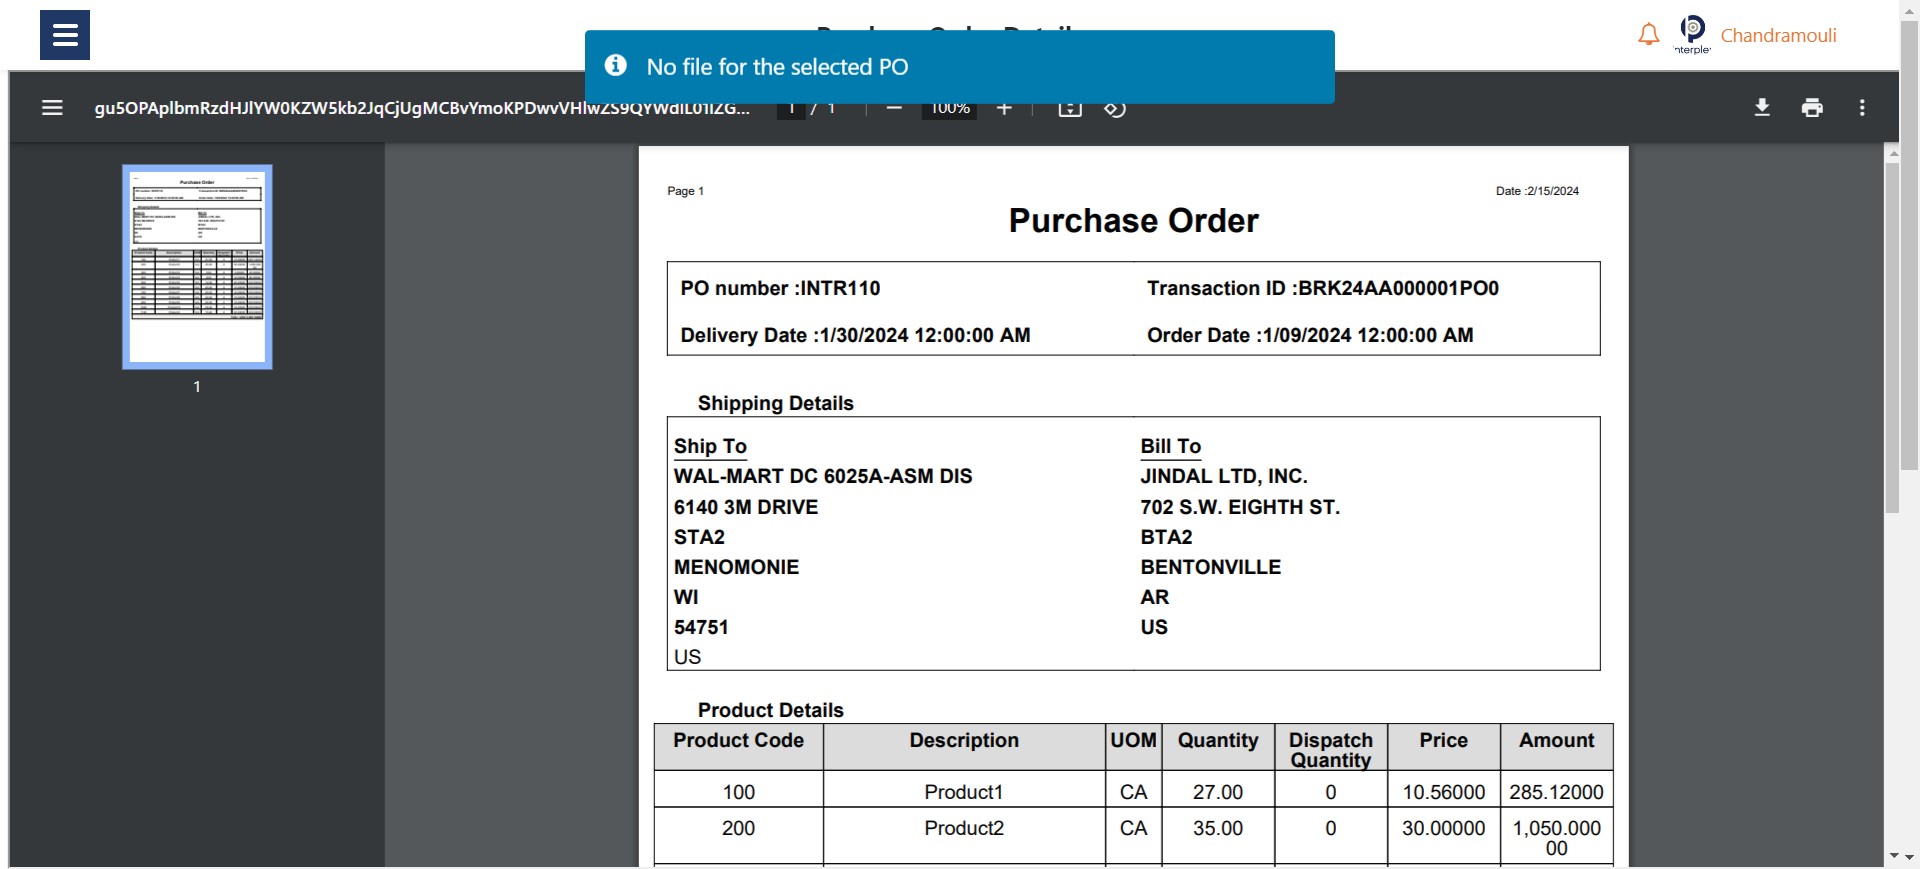 Chandramouli
No file for the selected PO
1 / 1
100%
1
Page 1
Date :2/15/2024
Purchase Order
PO number :INTR110
Transaction ID :BRK24AA000001PO0
Delivery Date :1/30/2024 12:00:00 AM
Order Date :1/09/2024 12:00:00 AM
Shipping Details
Ship To
WAL-MART DC 6025A-ASM DIS
6140 3M DRIVE
STA2
MENOMONIE
WI
54751
US
Bill To
JINDAL LTD, INC.
702 S.W. EIGHTH ST.
BTA2
BENTONVILLE
AR
US
Product Details
Product Code Description UOM Quantity Dispatch Quantity Price Amount
100 Product1 CA 27.00 0 10.56000 285.12000
200 Product2 CA 35.00 0 30.00000 1,050.000
00